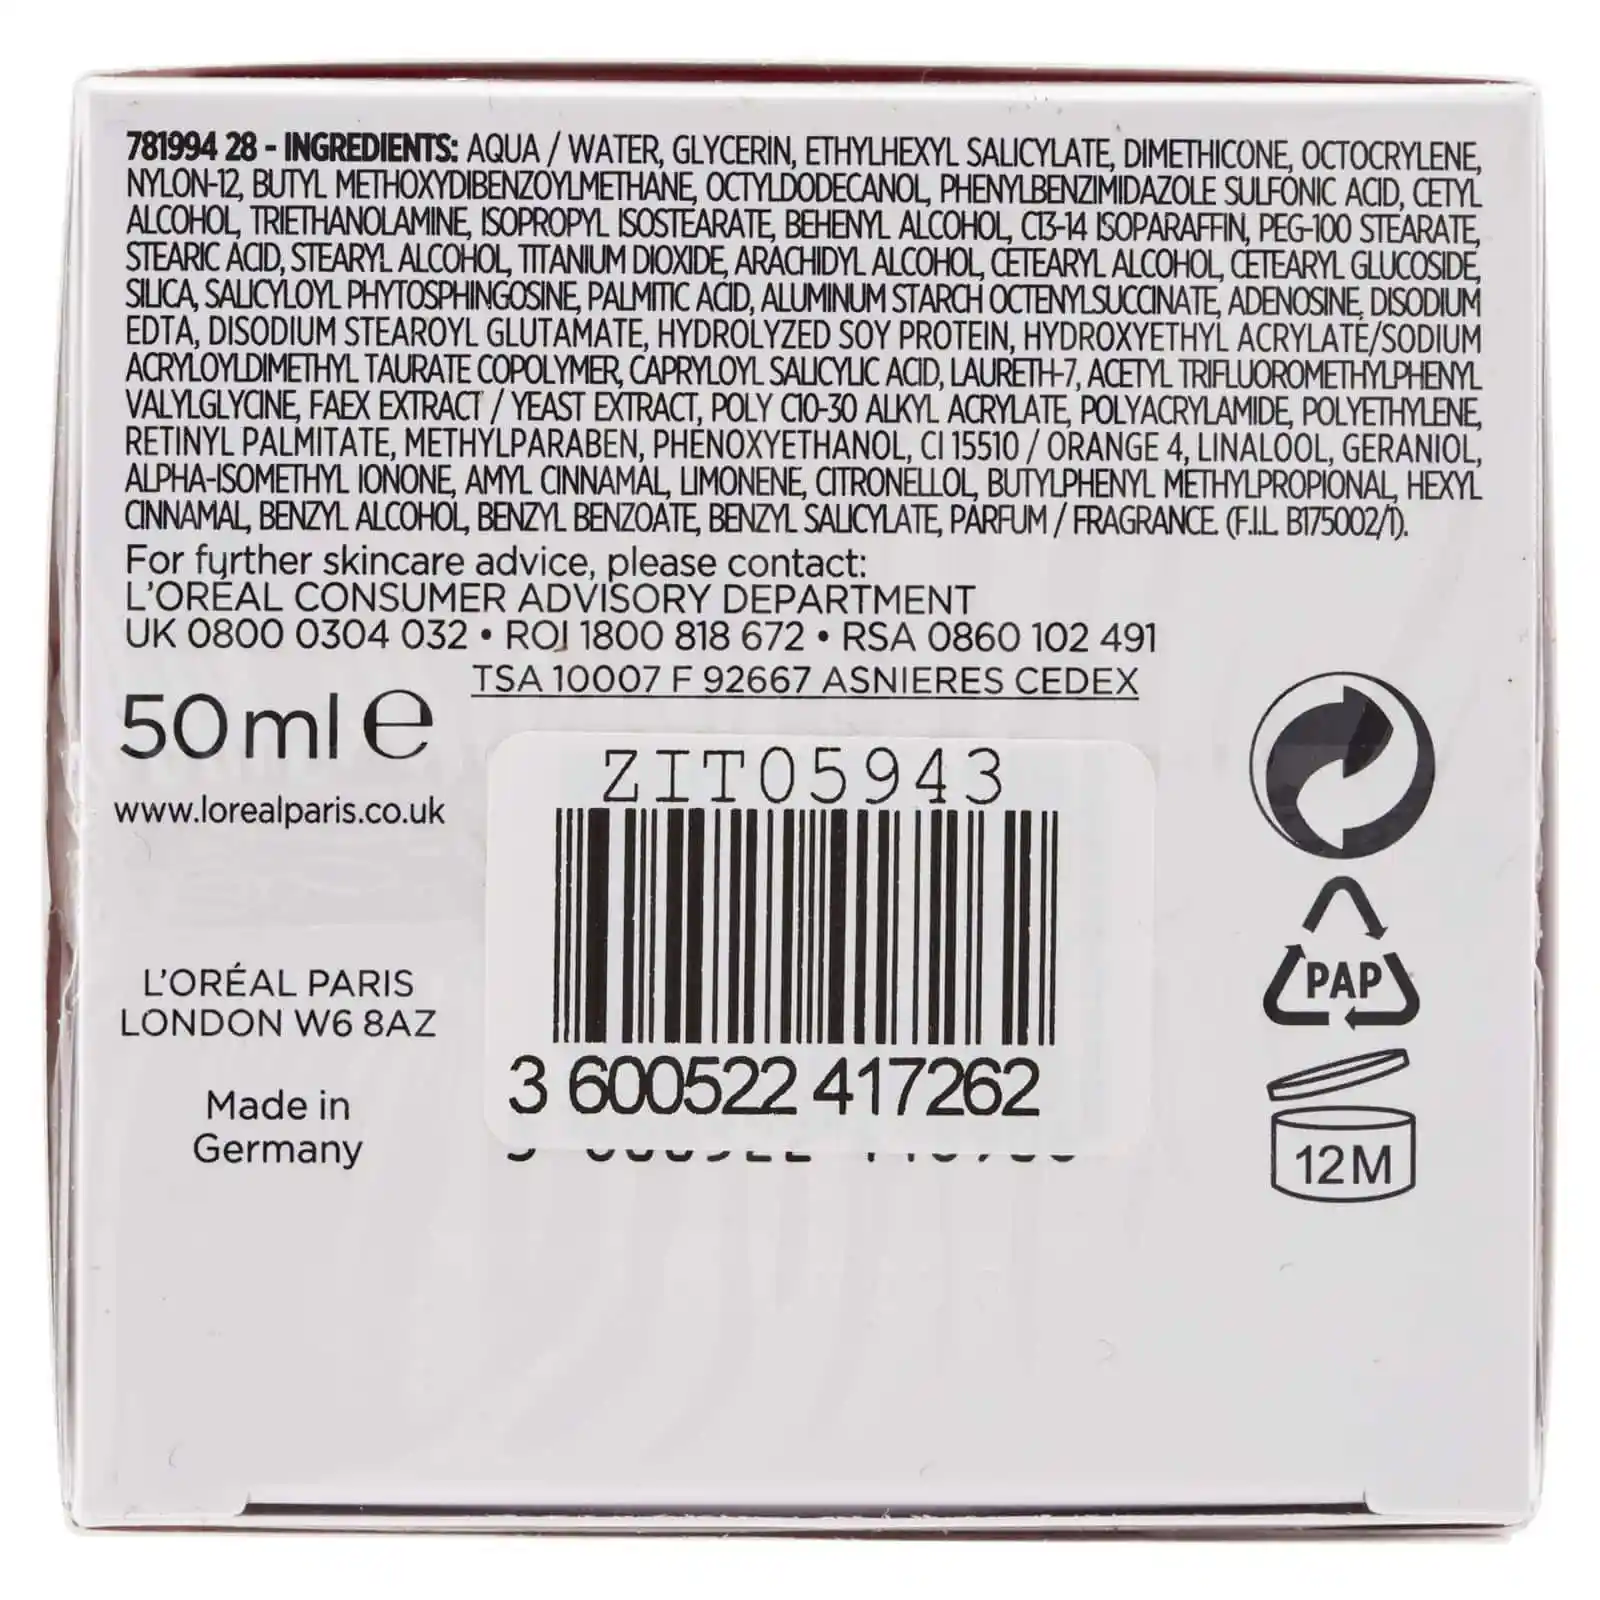 781994 28 - INGREDIENTS: AQUA / WATER, GLYCERIN, ETHYLHEXYL SALICYLATE, DIMETHICONE, OCTOCRYLENE,
NYLON-12, BUTYL METHOXYDIBENZOYLMETHANE, OCTYLDODECANOL, PHENYLBENZIMIDAZOLE SULFONIC ACID, CETYL
ALCOHOL, TRIETHANOLAMINE, ISOPROPYL ISOSTEARATE, BEHENYL ALCOHOL, C13-14 ISOPARAFFIN, PEG-100 STEARATE,
STEARIC ACID, STEARYL ALCOHOL, TITANIUM DIOXIDE, ARACHIDYL ALCOHOL, CETEARYL ALCOHOL, CETEARYL GLUCOSIDE,
SILICA, SALICYLOYL PHYTOSPHINGOSINE, PALMITIC ACID, ALUMINUM STARCH OCTENYLSUCCINATE, ADENOSINE, DISODIUM
EDTA, DISODIUM STEAROYL GLUTAMATE, HYDROLYZED SOY PROTEIN, HYDROXYETHYL ACRYLATE/SODIUM
ACRYLOYLDIMETHYL TAURATE COPOLYMER, CAPRYLOYL SALICYLIC ACID, LAURETH-7, ACETYL TRIFLUOROMETHYLPHENYL
VALYLGLYCINE, FAEX EXTRACT / YEAST EXTRACT, POLY C10-30 ALKYL ACRYLATE, POLYACRYLAMIDE, POLYETHYLENE,
RETINYL PALMITATE, METHYLPARABEN, PHENOXYETHANOL, CI 15510 / ORANGE 4, LINALOOL, GERANIOL,
ALPHA-ISOMETHYL IONONE, AMYL CINNAMAL, LIMONENE, CITRONELLOL, BUTYLPHENYL METHYLPROPIONAL, HEXYL
CINNAMAL, BENZYL ALCOHOL, BENZYL BENZOATE, BENZYL SALICYLATE, PARFUM / FRAGRANCE. (F.I.L. B175002/1).
For further skincare advice, please contact:
L'ORÉAL CONSUMER ADVISORY DEPARTMENT
UK 0800 0304 032 • ROI 1800 818 672 • RSA 0860 102 491
TSA 10007 F 92667 ASNIERES CEDEX
50ml e
www.lorealparis.co.uk
ZIT05943
3 600522 417262
L'ORÉAL PARIS
LONDON W6 8AZ
Made in
Germany
PAP
12M